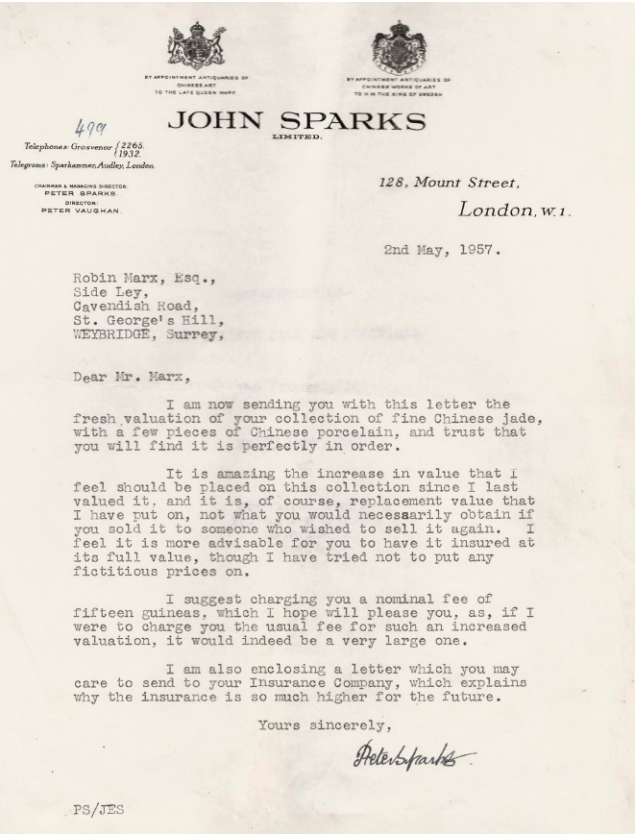 BY APPOINTMENT ANTIQUARIES OF
CHINESE ART
TO THE LATE QUEEN MARY
BY APPOINTMENT ANTIQUARIES OF
CHINESE WORKS OF ART
TO H M THE KING OF SWEDEN
JOHN SPARKS
LIMITED.
499
Telephones: Grosvenor {2265.
{1932.
Telegrams: Sparkammer, Audley, London.
CHAIRMAN & MANAGING DIRECTOR:
PETER SPARKS.
DIRECTOR:
PETER VAUGHAN.
128, Mount Street,
London, W.1.
2nd May, 1957.
Robin Marx, Esq.,
Side Ley,
Cavendish Road,
St. George's Hill,
WEYBRIDGE, Surrey,
Dear Mr. Marx,
I am now sending you with this letter the
fresh valuation of your collection of fine Chinese jade,
with a few pieces of Chinese porcelain, and trust that
you will find it is perfectly in order.
It is amazing the increase in value that I
feel should be placed on this collection since I last
valued it, and it is, of course, replacement value that
I have put on, not what you would necessarily obtain if
you sold it to someone who wished to sell it again. I
feel it is more advisable for you to have it insured at
its full value, though I have tried not to put any
fictitious prices on.
I suggest charging you a nominal fee of
fifteen guineas, which I hope will please you, as, if I
were to charge you the usual fee for such an increased
valuation, it would indeed be a very large one.
I am also enclosing a letter which you may
care to send to your Insurance Company, which explains
why the insurance is so much higher for the future.
Yours sincerely,
Peter Sparks.
PS/JES